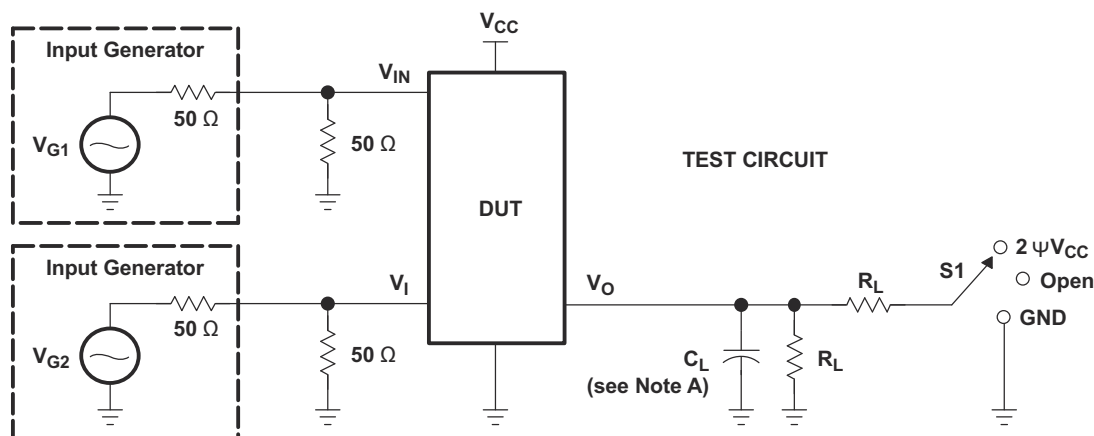 Input Generator
50 Ω
V_G1
V_IN
50 Ω
V_CC
DUT
TEST CIRCUIT
Input Generator
50 Ω
V_G2
V_I
50 Ω
V_O
C_L
(see Note A)
R_L
R_L
S1
2 ΨV_CC
Open
GND